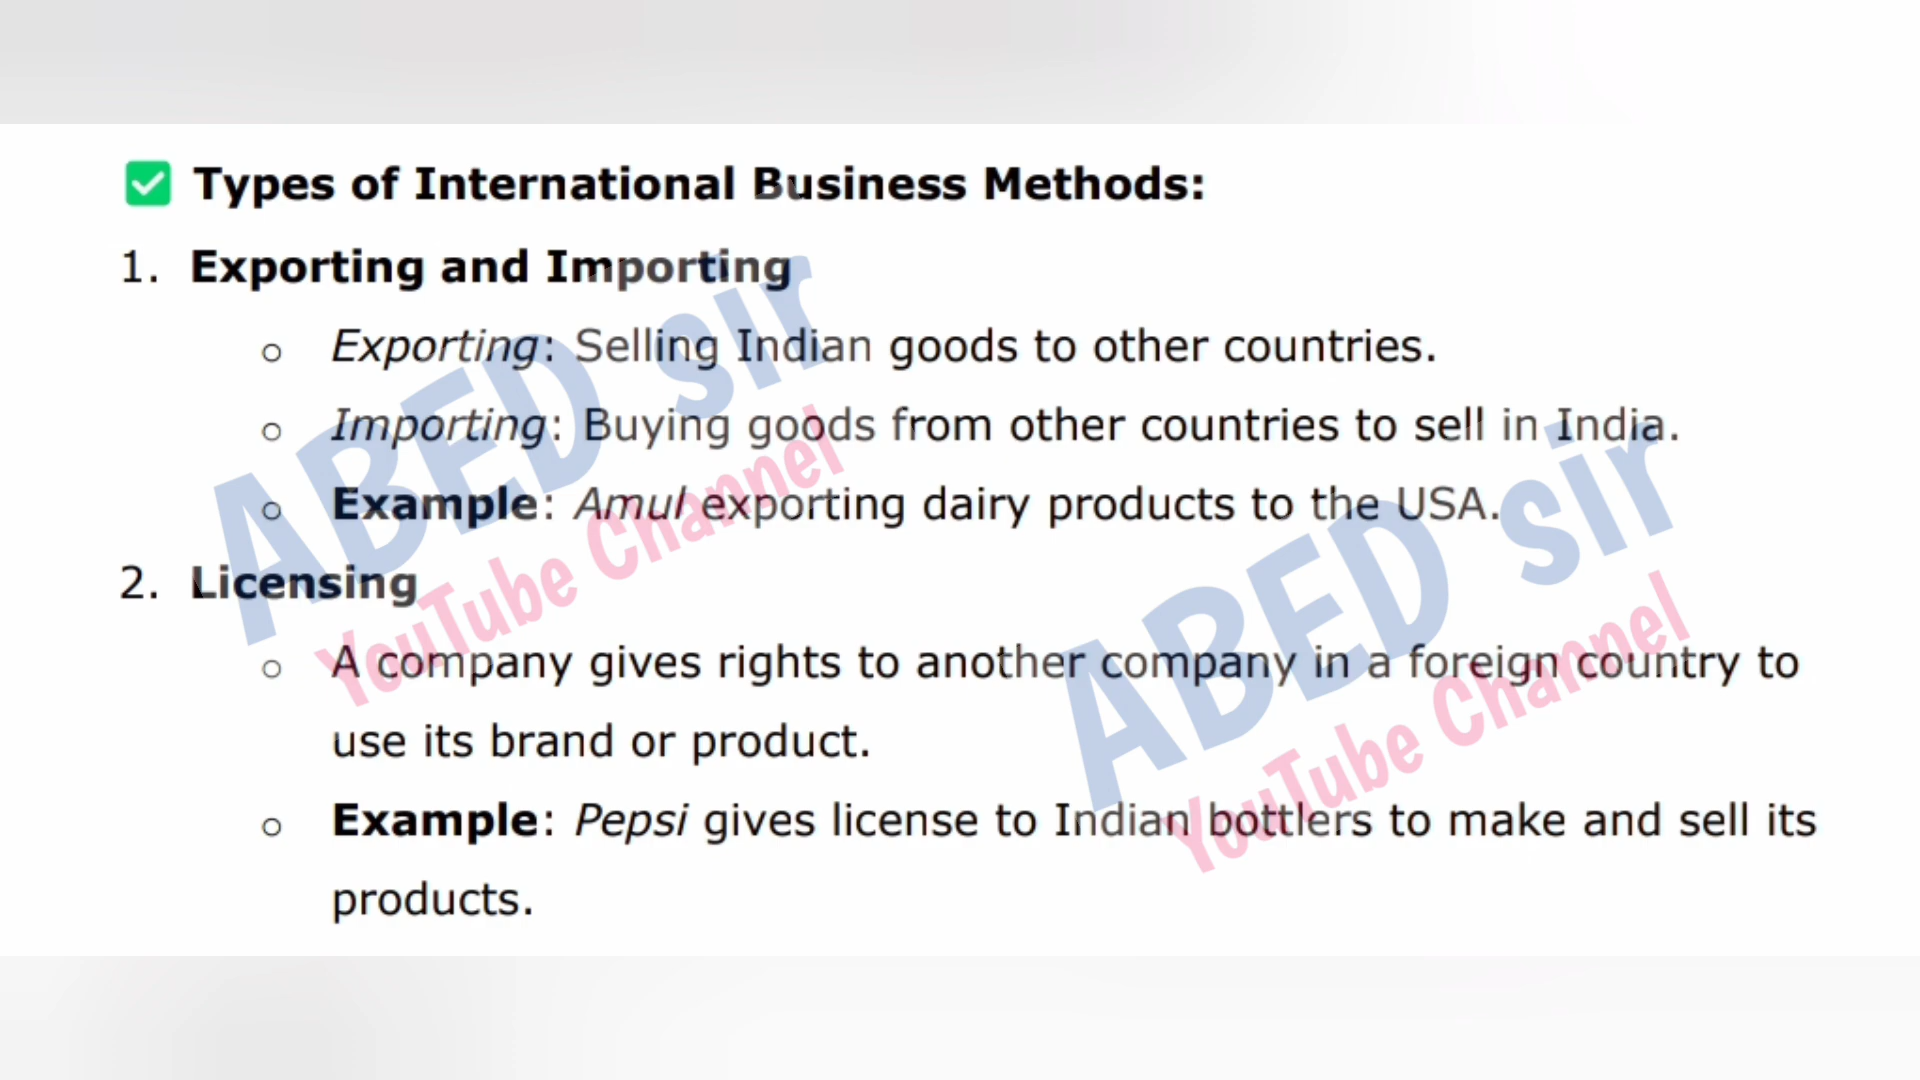 ✅ Types of International Business Methods:
1. Exporting and Importing
o Exporting: Selling Indian goods to other countries.
o Importing: Buying goods from other countries to sell in India.
o Example: Amul exporting dairy products to the USA.
2. Licensing
o A company gives rights to another company in a foreign country to
use its brand or product.
o Example: Pepsi gives license to Indian bottlers to make and sell its
products.
ABED sir
YouTube Channel
ABED sir
YouTube Channel